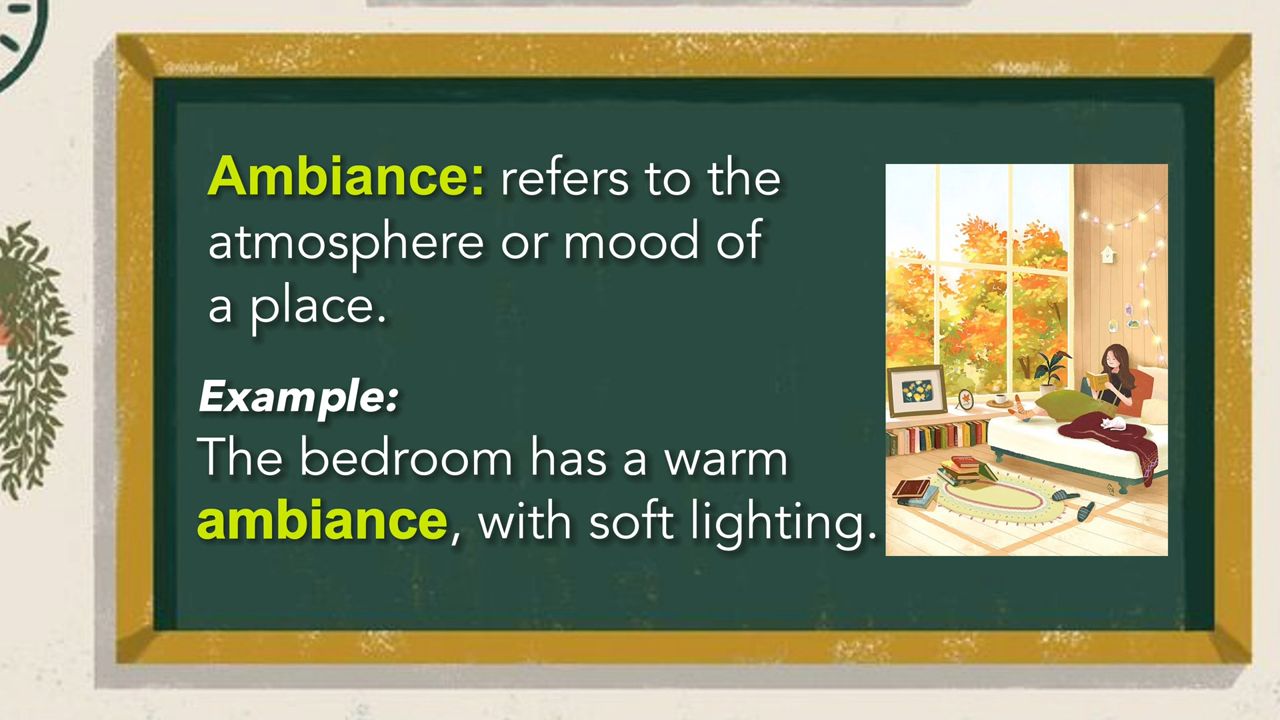 Ambiance: refers to the
atmosphere or mood of
a place.
Example:
The bedroom has a warm
ambiance, with soft lighting.